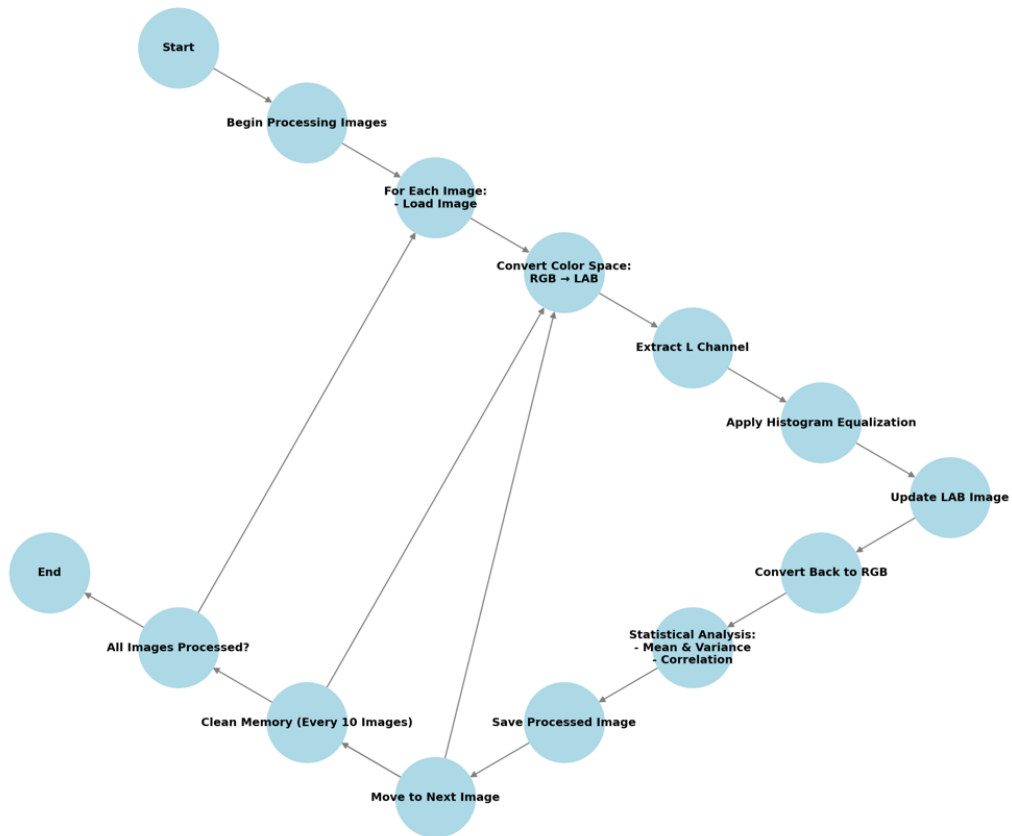 Start
Begin Processing Images
For Each Image:
- Load Image
Convert Color Space:
RGB → LAB
Extract L Channel
Apply Histogram Equalization
Update LAB Image
Convert Back to RGB
Statistical Analysis:
- Mean & Variance
- Correlation
Save Processed Image
Move to Next Image
Clean Memory (Every 10 Images)
All Images Processed?
End